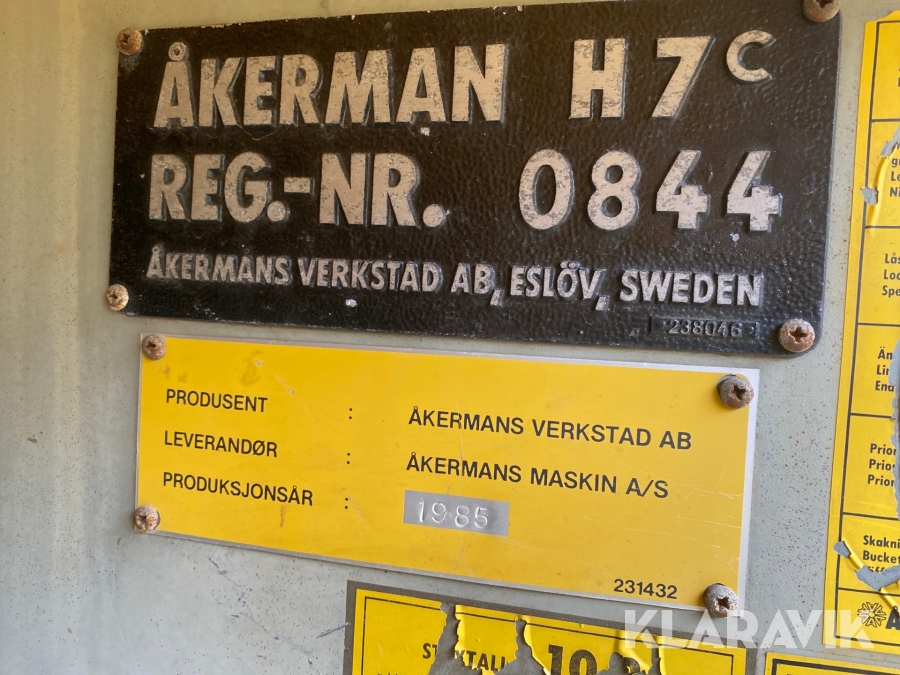 ÅKERMAN H7C
REG.-NR. 0844
ÅKERMANS VERKSTAD AB, ESLÖV, SWEDEN
238046
PRODUSENT : ÅKERMANS VERKSTAD AB
LEVERANDØR : ÅKERMANS MASKIN A/S
PRODUKSJONSÅR : 1985
231432
KLARAVIK